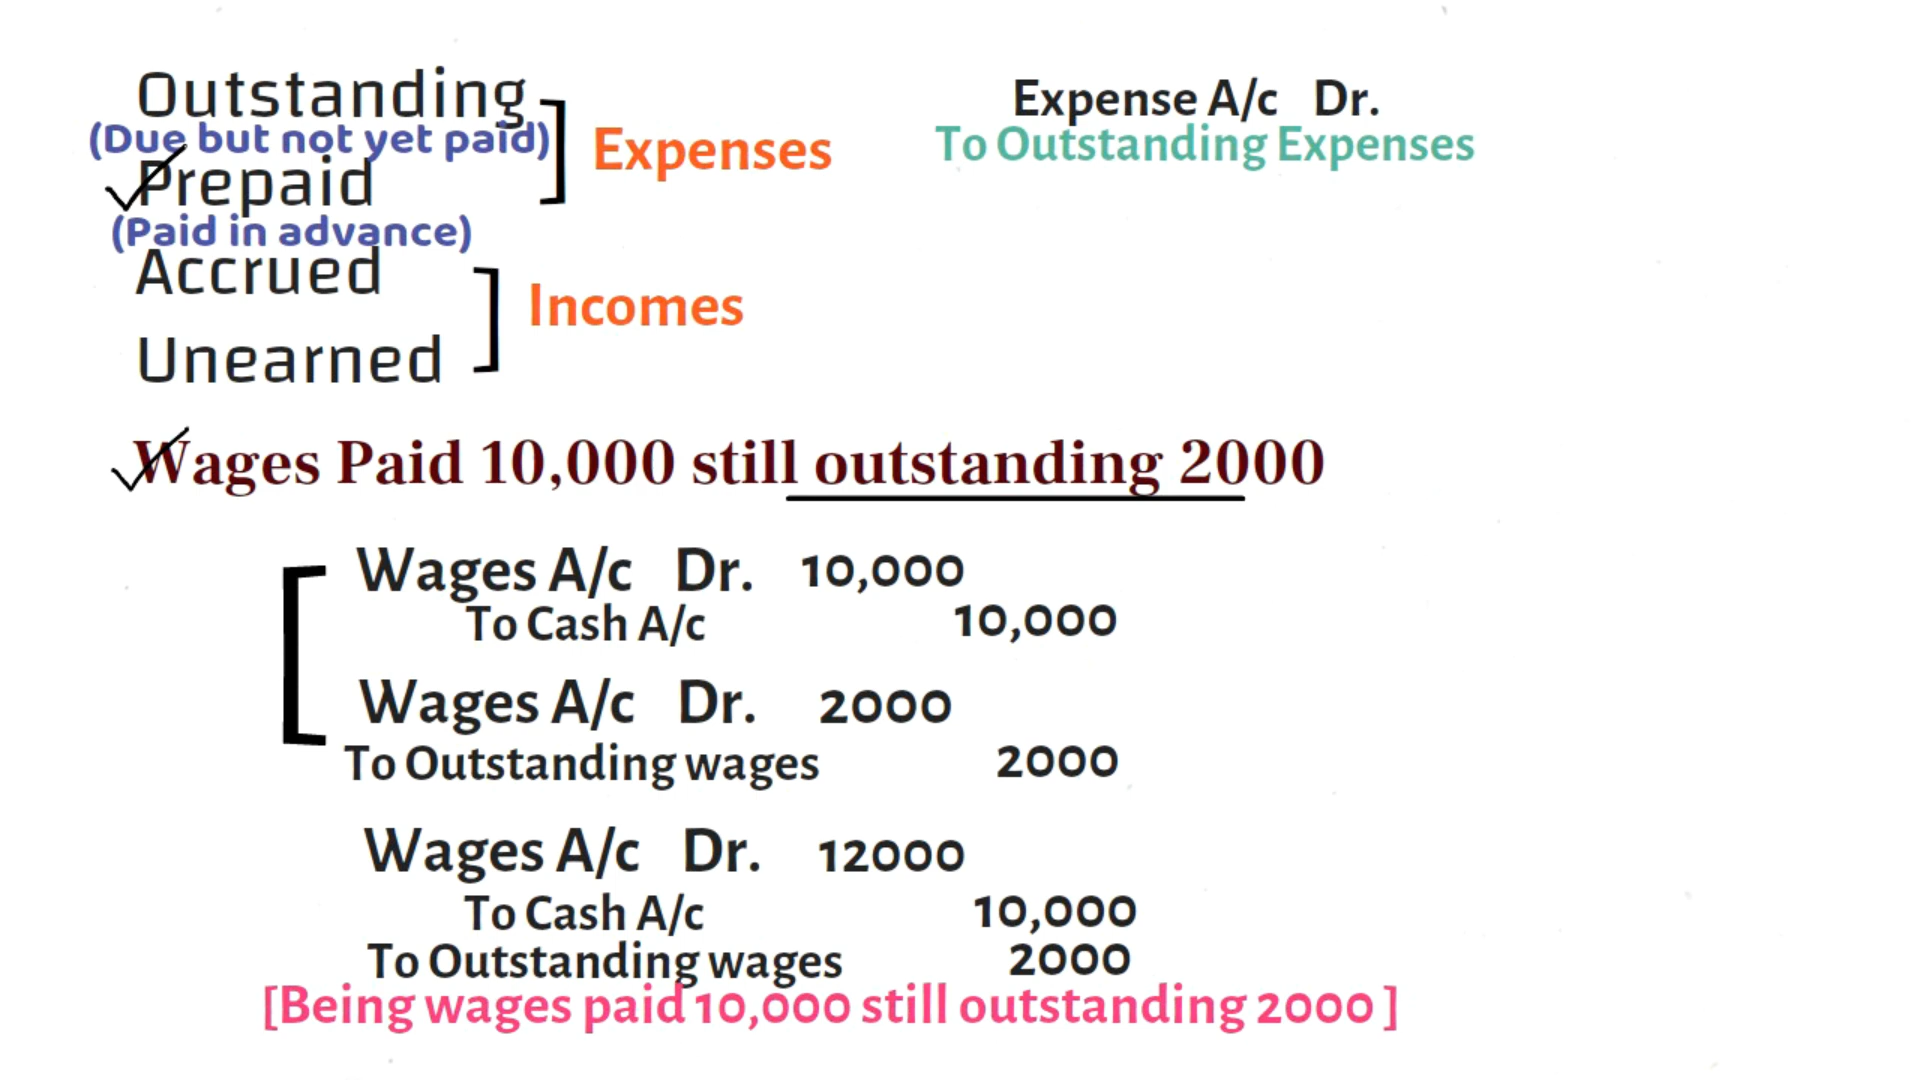 Outstanding
(Due but not yet paid)
Prepaid
(Paid in advance)
Expenses
Accrued
Unearned
Incomes
Expense A/c Dr.
To Outstanding Expenses
Wages Paid 10,000 still outstanding 2000
Wages A/c Dr. 10,000
To Cash A/c 10,000
Wages A/c Dr. 2000
To Outstanding wages 2000
Wages A/c Dr. 12000
To Cash A/c 10,000
To Outstanding wages 2000
[Being wages paid 10,000 still outstanding 2000 ]